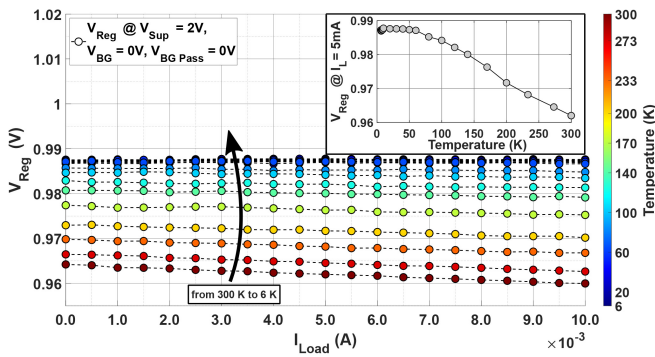 1.02
1.01
1
0.99
0.98
0.97
0.96
V_Reg (V)
V_Reg @ V_Sup = 2V,
V_BG = 0V, V_BG Pass = 0V
0.99
0.98
0.97
0.96
V_Reg @ I_L = 5mA
0 50 100 150 200 250 300
Temperature (K)
from 300 K to 6 K
0.0 1.0 2.0 3.0 4.0 5.0 6.0 7.0 8.0 9.0 10.0
I_Load (A)
×10⁻³
300
273
233
200
170
140
100
60
20
6
Temperature (K)